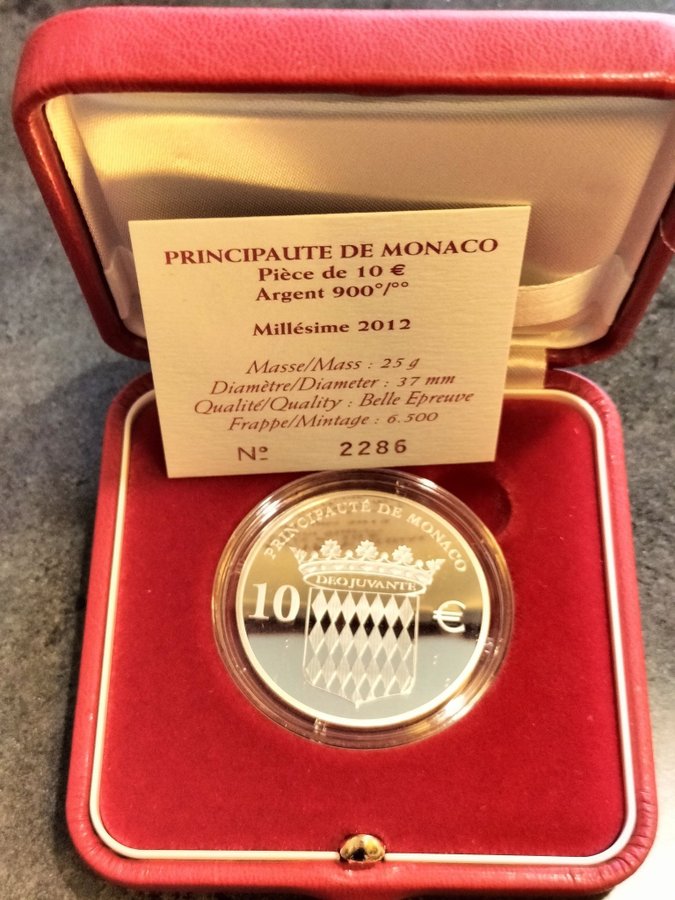 PRINCIPAUTE DE MONACO
Pièce de 10 €
Argent 900°/°°
Millésime 2012
Masse/Mass : 25 g
Diamètre/Diameter : 37 mm
Qualité/Quality : Belle Epreuve
Frappe/Mintage : 6.500
Nº 2286
PRINCIPAUTÉ DE MONACO
DEO JUVANTE
10 €